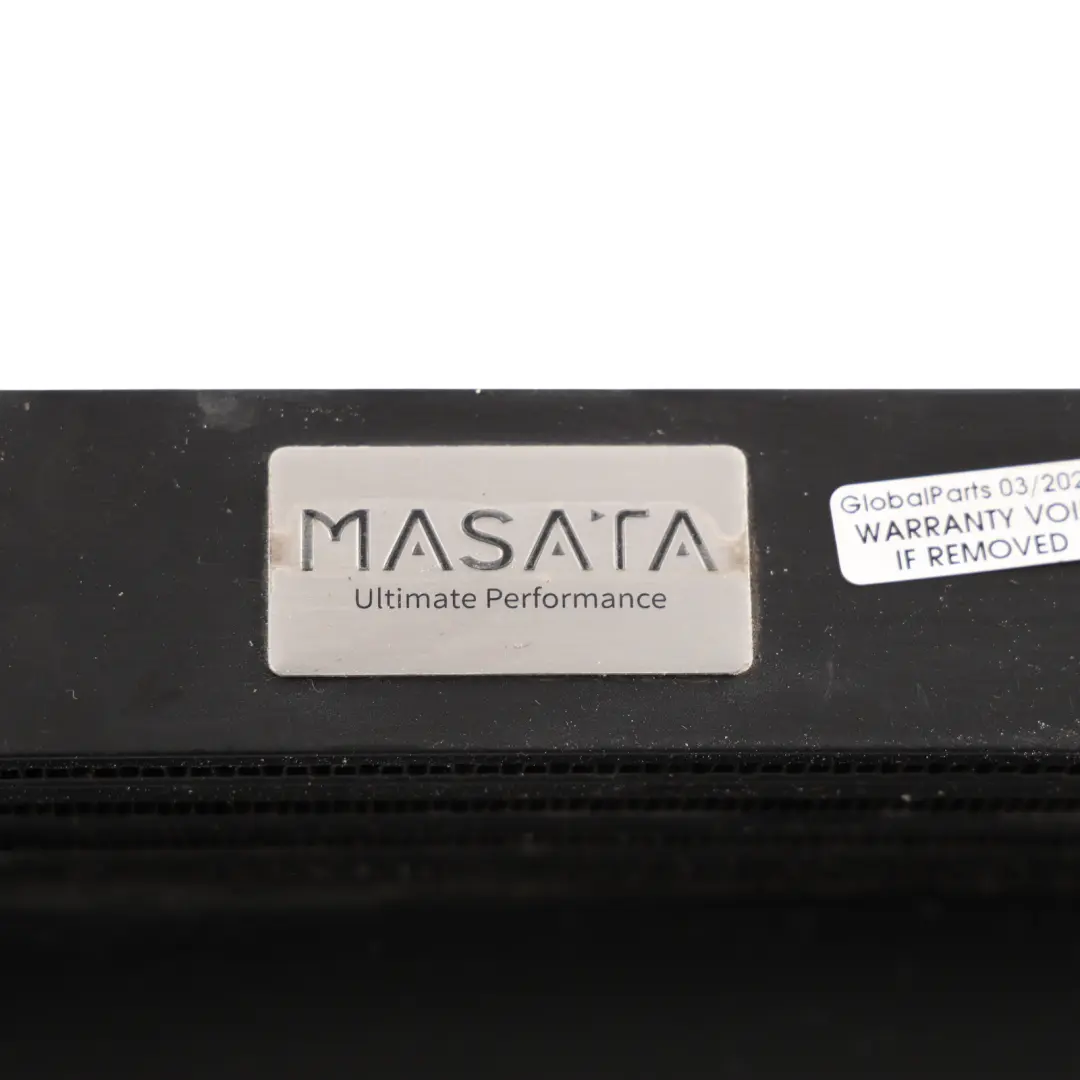 MASATA
Ultimate Performance
GlobalParts 03/202
WARRANTY VOI
IF REMOVED